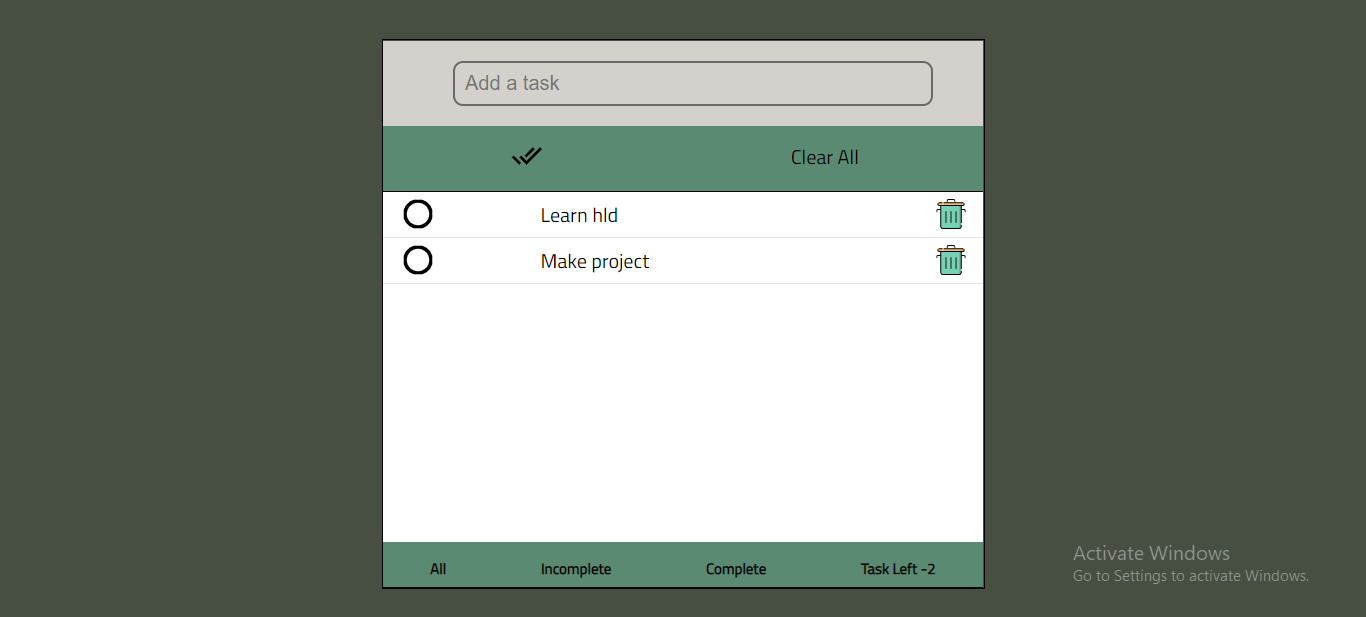 Add a task
Clear All
Learn hld
Make project
All Incomplete Complete Task Left -2
Activate Windows
Go to Settings to activate Windows.